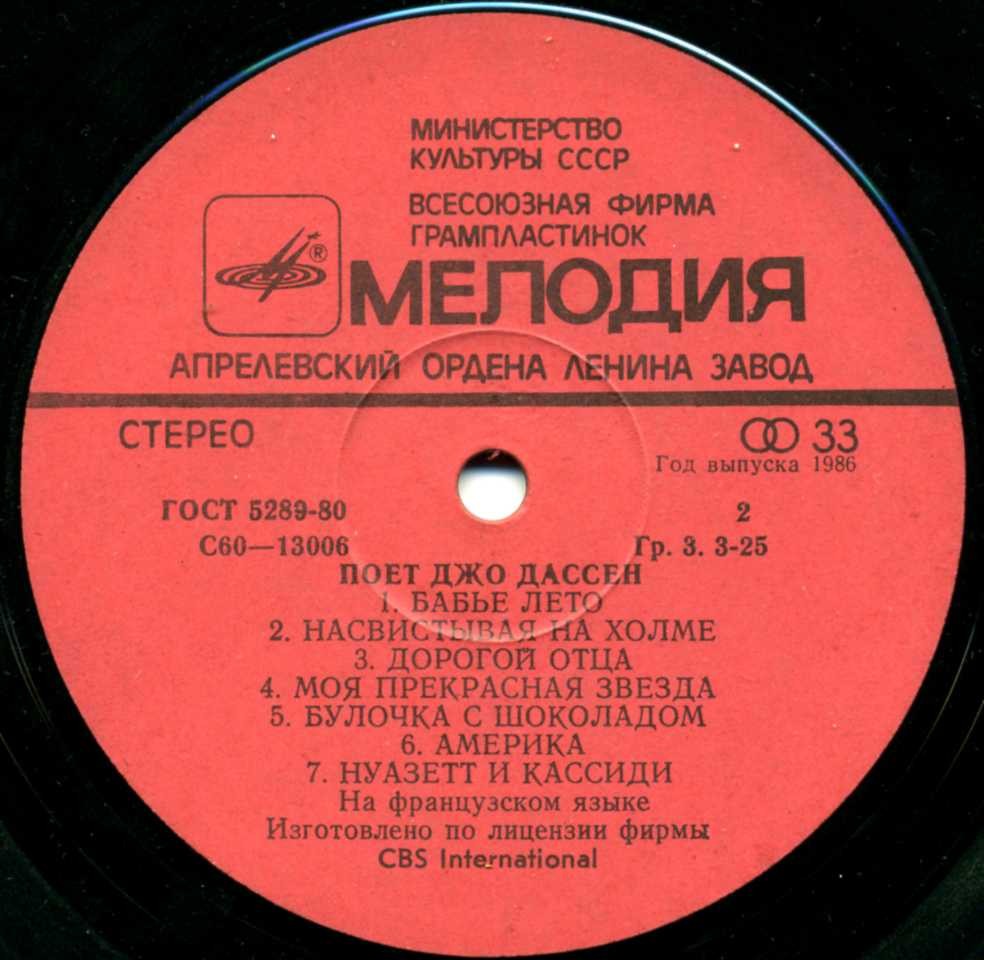 МИНИСТЕРСТВО
КУЛЬТУРЫ СССР
ВСЕСОЮЗНАЯ ФИРМА
ГРАМПЛАСТИНОК
®
МЕЛОДИЯ
АПРЕЛЕВСКИЙ ОРДЕНА ЛЕНИНА ЗАВОД
СТЕРЕО
33
Год выпуска 1986
ГОСТ 5289-80
2
С60—13006
Гр. 3. 3-25
ПОЕТ ДЖО ДАССЕН
1. БАБЬЕ ЛЕТО
2. НАСВИСТЫВАЯ НА ХОЛМЕ
3. ДОРОГОЙ ОТЦА
4. МОЯ ПРЕКРАСНАЯ ЗВЕЗДА
5. БУЛОЧКА С ШОКОЛАДОМ
6. АМЕРИКА
7. НУАЗЕТТ И КАССИДИ
На французском языке
Изготовлено по лицензии фирмы
CBS International